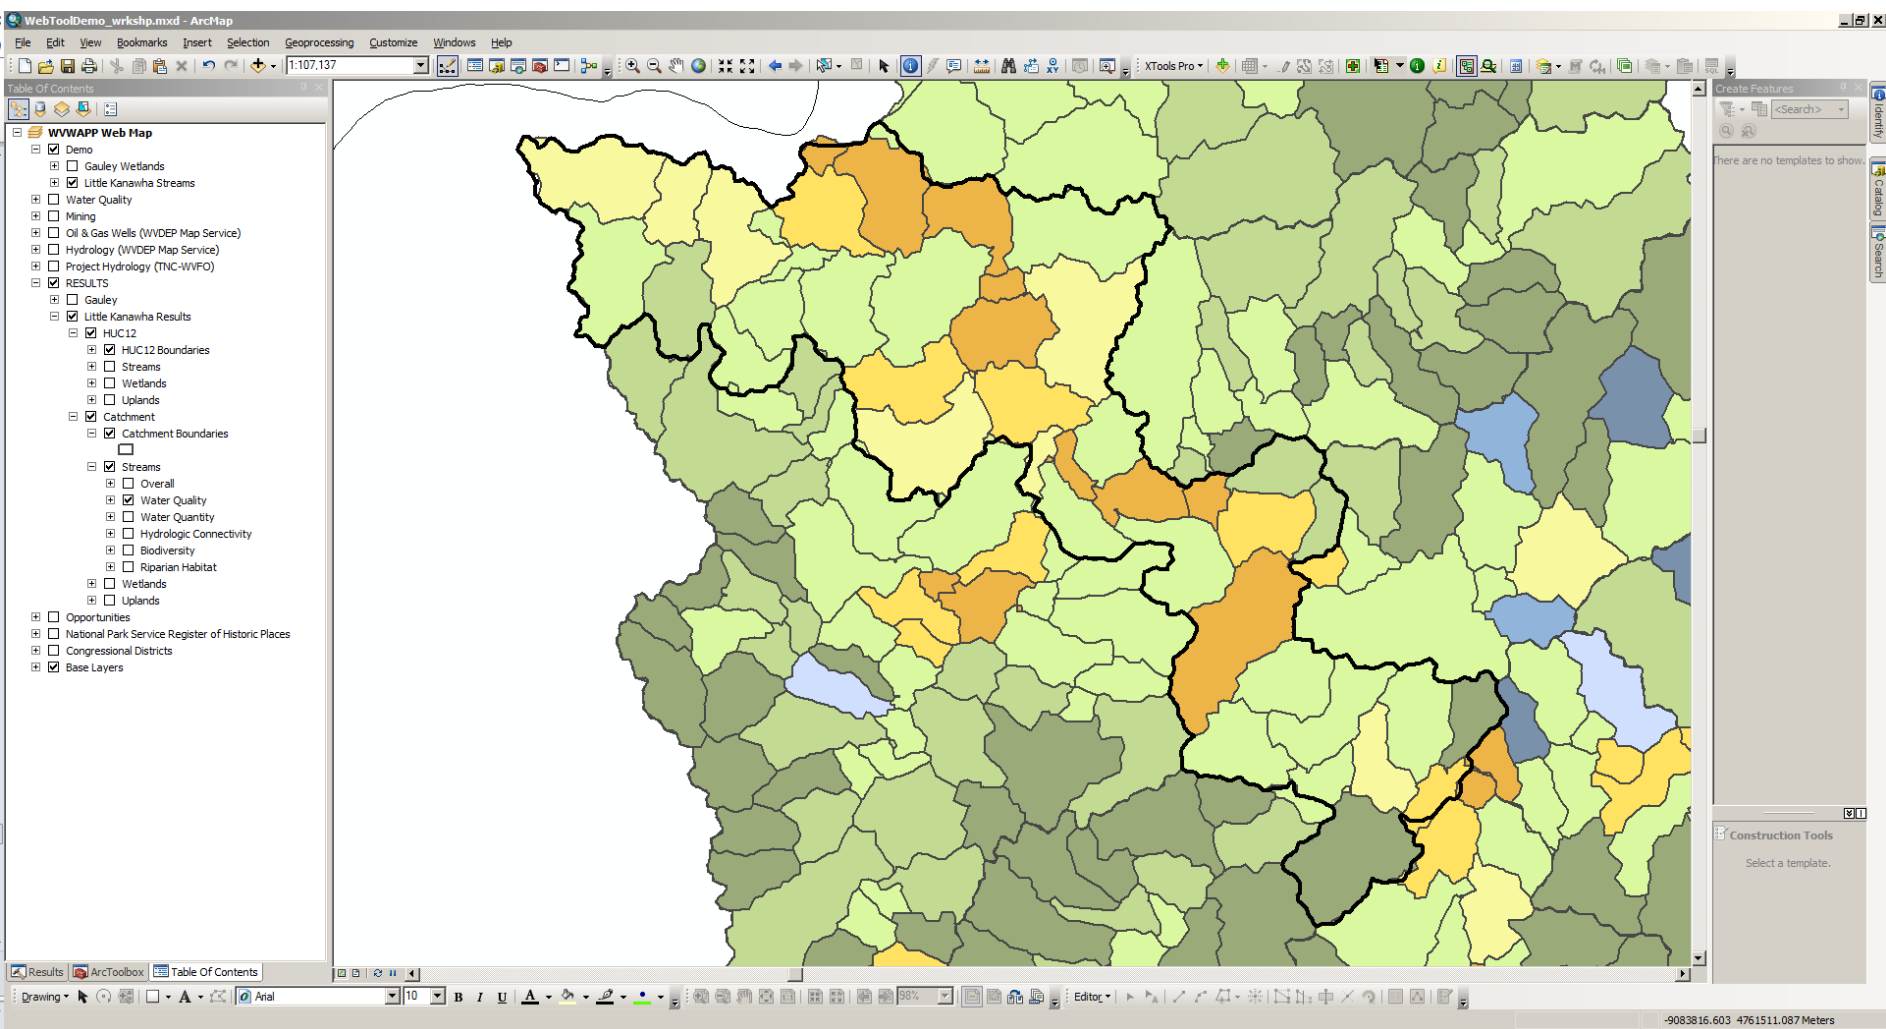 WebToolDemo_wrkshp.mxd - ArcMap
File Edit View Bookmarks Insert Selection Geoprocessing Customize Windows Help
1:107,137
XTools Pro
Table Of Contents
WVWAPP Web Map
Demo
Gauley Wetlands
Little Kanawha Streams
Water Quality
Mining
Oil & Gas Wells (WVDEP Map Service)
Hydrology (WVDEP Map Service)
Project Hydrology (TNC-WVFO)
RESULTS
Gauley
Little Kanawha Results
HUC12
HUC12 Boundaries
Streams
Wetlands
Uplands
Catchment
Catchment Boundaries
Streams
Overall
Water Quality
Water Quantity
Hydrologic Connectivity
Biodiversity
Riparian Habitat
Wetlands
Uplands
Opportunities
National Park Service Register of Historic Places
Congressional Districts
Base Layers
Create Features
<Search>
There are no templates to show.
Identify
Catalog
Search
Construction Tools
Select a template.
Results ArcToolbox Table Of Contents
Drawing A Arial 10 B I U A 98% Editor
-9083816.603 4761511.087 Meters